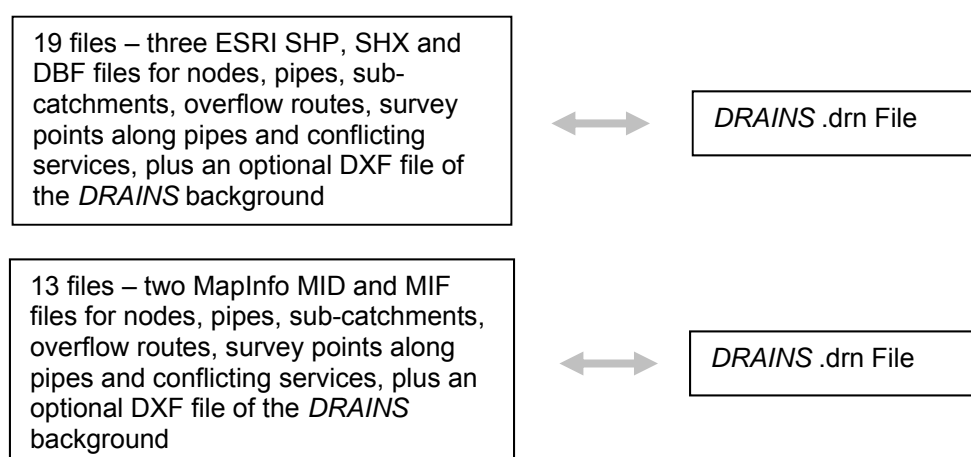 19 files – three ESRI SHP, SHX and
DBF files for nodes, pipes, sub-
catchments, overflow routes, survey
points along pipes and conflicting
services, plus an optional DXF file of
the DRAINS background
DRAINS .drn File
13 files – two MapInfo MID and MIF
files for nodes, pipes, sub-catchments,
overflow routes, survey points along
pipes and conflicting services, plus an
optional DXF file of the DRAINS
background
DRAINS .drn File